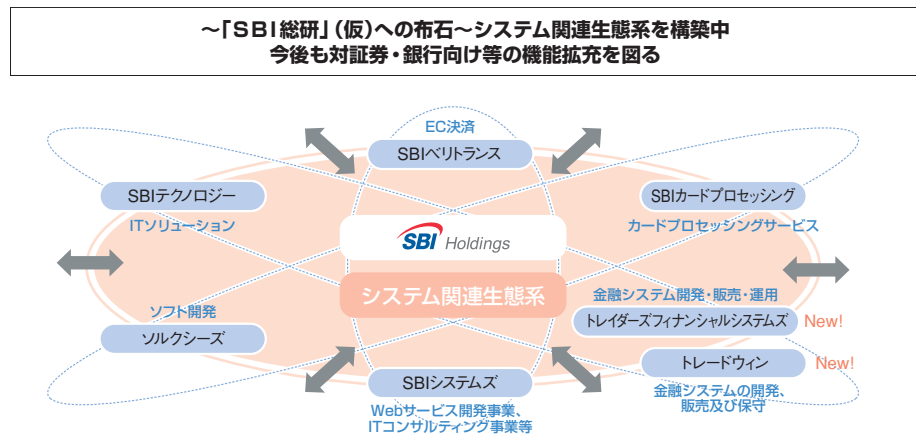 ～「SBI総研」（仮）への布石～システム関連生態系を構築中
今後も対証券・銀行向け等の機能拡充を図る
EC決済
SBIベリトランス
SBIテクノロジー
ITソリューション
SBIカードプロセッシング
カードプロセッシングサービス
SBI Holdings
システム関連生態系
ソフト開発
ソルクシーズ
金融システム開発・販売・運用
トレイダーズフィナンシャルシステムズ New!
トレードウィン New!
金融システムの開発、
販売及び保守
SBIシステムズ
Webサービス開発事業、
ITコンサルティング事業等